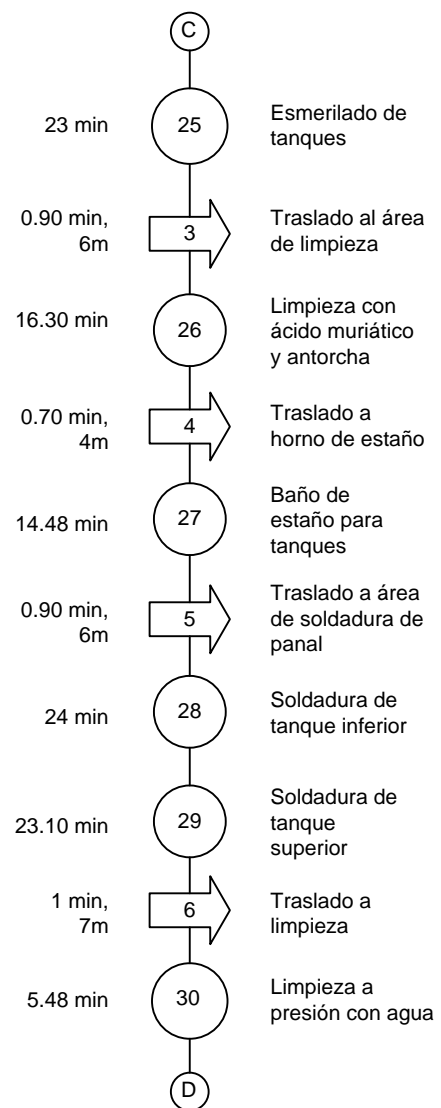 C
23 min
25
Esmerilado de
tanques
0.90 min,
6m
3
Traslado al área
de limpieza
16.30 min
26
Limpieza con
ácido muriático
y antorcha
0.70 min,
4m
4
Traslado a
horno de estaño
14.48 min
27
Baño de
estaño para
tanques
0.90 min,
6m
5
Traslado a área
de soldadura de
panal
24 min
28
Soldadura de
tanque inferior
23.10 min
29
Soldadura de
tanque
superior
1 min,
7m
6
Traslado a
limpieza
5.48 min
30
Limpieza a
presión con agua
D